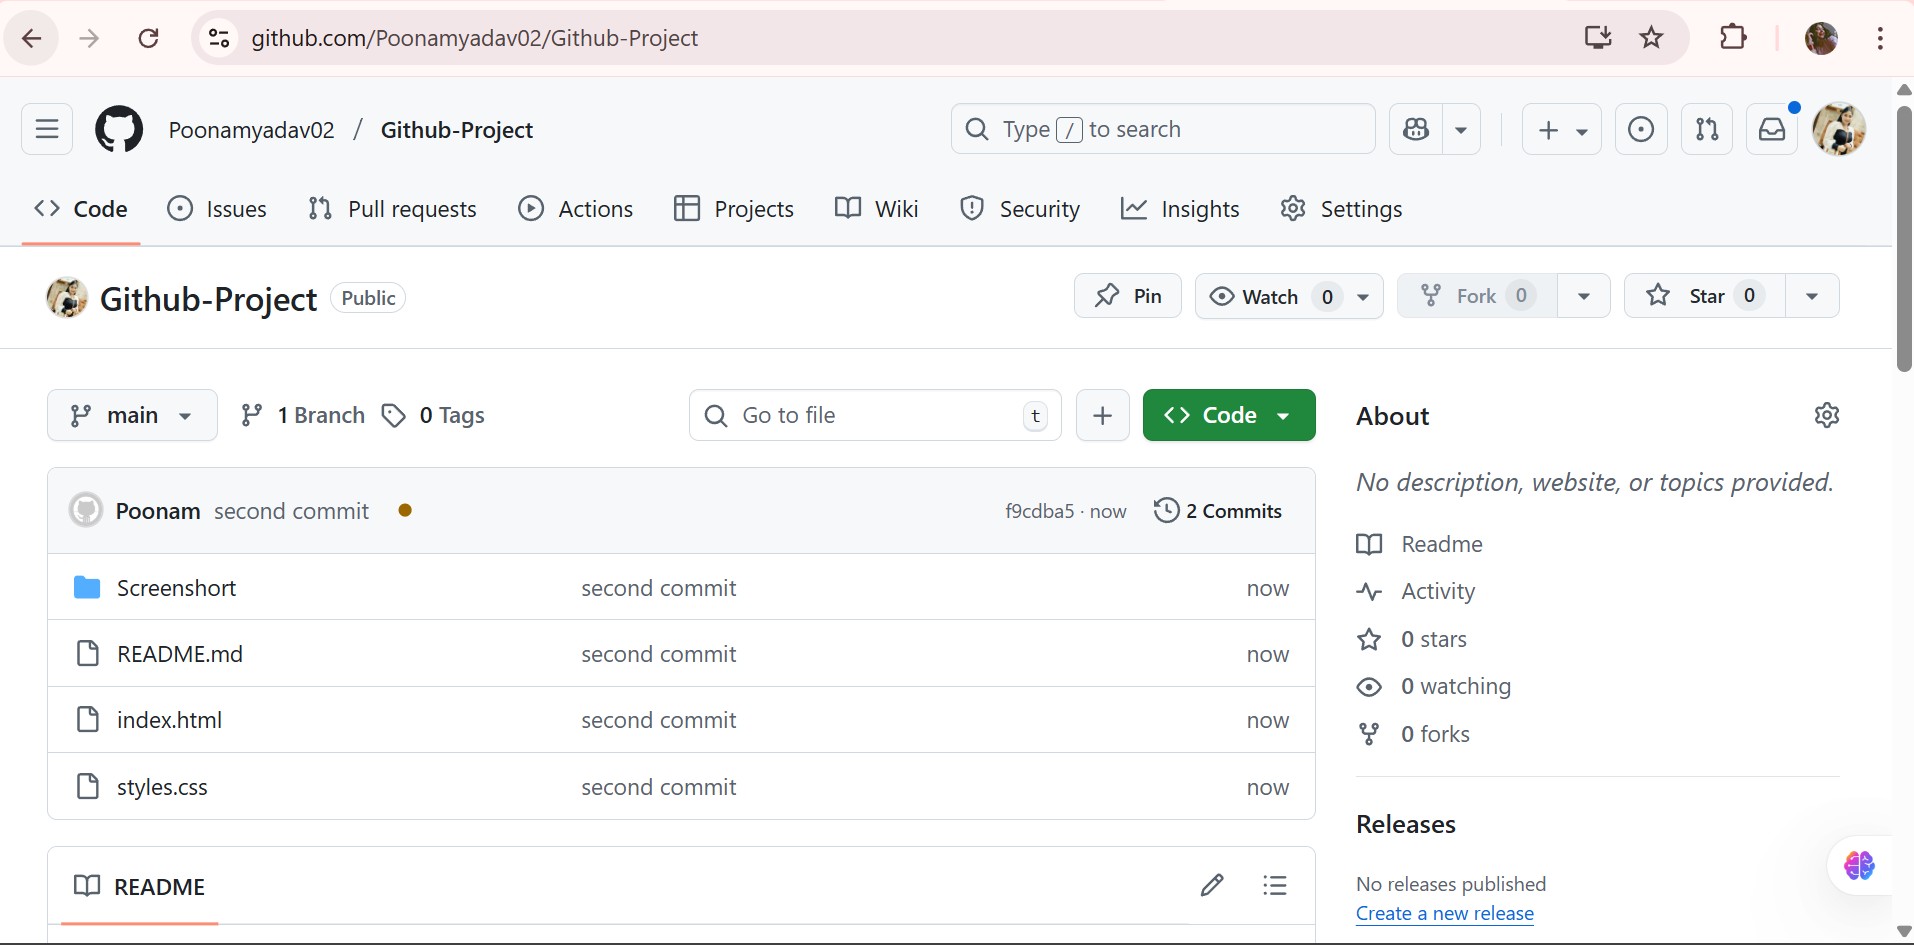 github.com/Poonamyadav02/Github-Project
Poonamyadav02 / Github-Project
Type / to search
Code Issues Pull requests Actions Projects Wiki Security Insights Settings
Github-Project Public
Pin Watch 0 Fork 0 Star 0
main 1 Branch 0 Tags Go to file t + Code
Poonam second commit f9cdba5 · now 2 Commits
Screenshort second commit now
README.md second commit now
index.html second commit now
styles.css second commit now
README
About
No description, website, or topics provided.
Readme
Activity
0 stars
0 watching
0 forks
Releases
No releases published
Create a new release